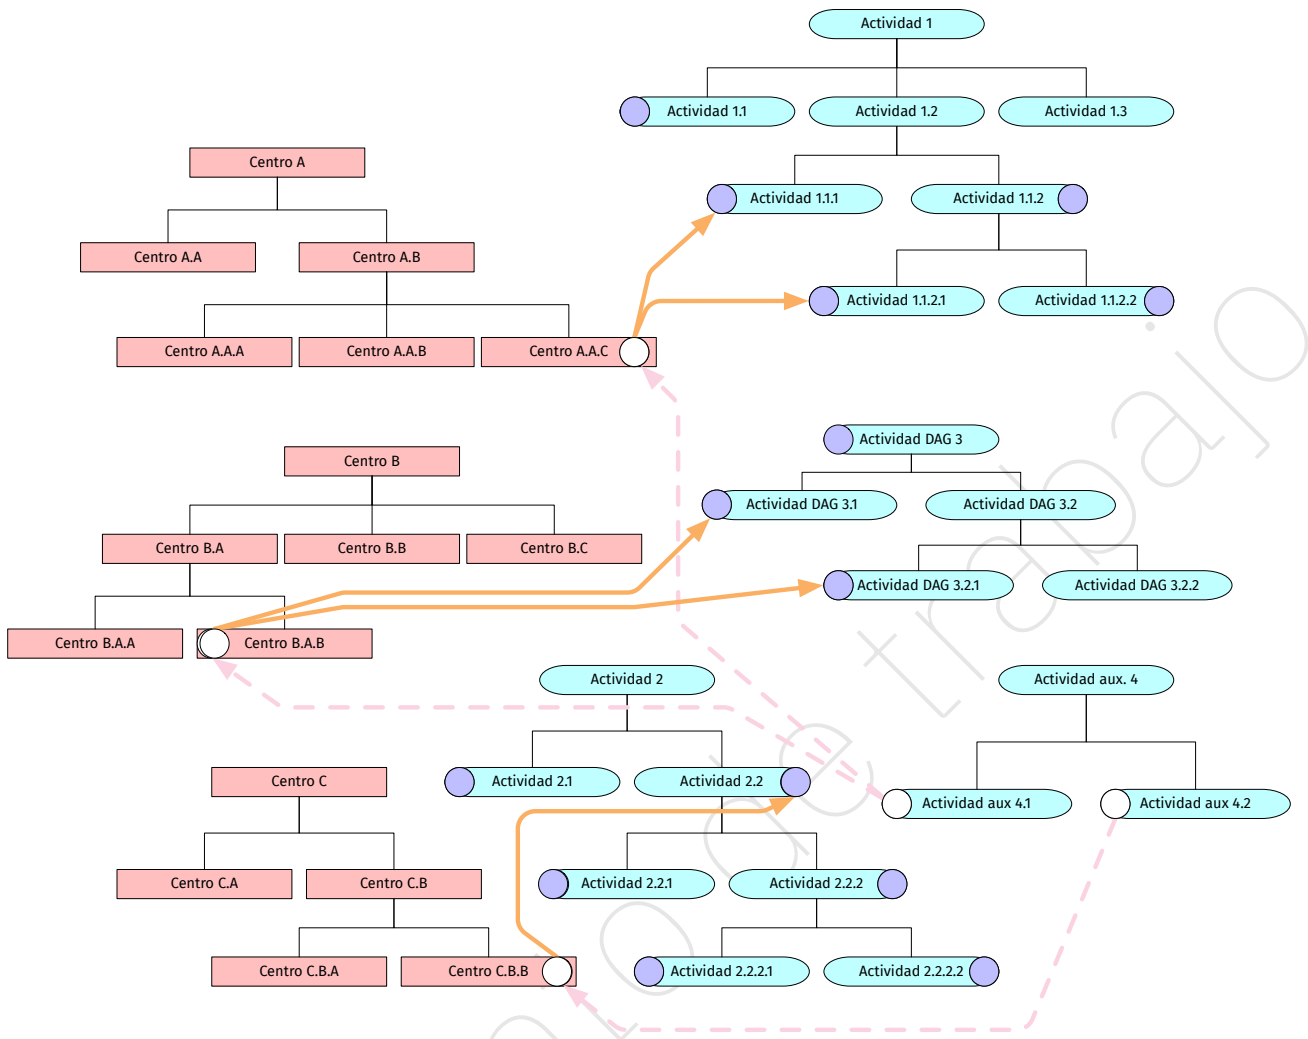 Actividad 1
Actividad 1.1
Actividad 1.2
Actividad 1.3
Centro A
Actividad 1.1.1
Actividad 1.1.2
Centro A.A
Centro A.B
Actividad 1.1.2.1
Actividad 1.1.2.2
Centro A.A.A
Centro A.A.B
Centro A.A.C
Actividad DAG 3
Centro B
Actividad DAG 3.1
Actividad DAG 3.2
Centro B.A
Centro B.B
Centro B.C
Actividad DAG 3.2.1
Actividad DAG 3.2.2
Centro B.A.A
Centro B.A.B
Actividad 2
Actividad aux. 4
Centro C
Actividad 2.1
Actividad 2.2
Actividad aux 4.1
Actividad aux 4.2
Centro C.A
Centro C.B
Actividad 2.2.1
Actividad 2.2.2
Centro C.B.A
Centro C.B.B
Actividad 2.2.2.1
Actividad 2.2.2.2
de trabajo